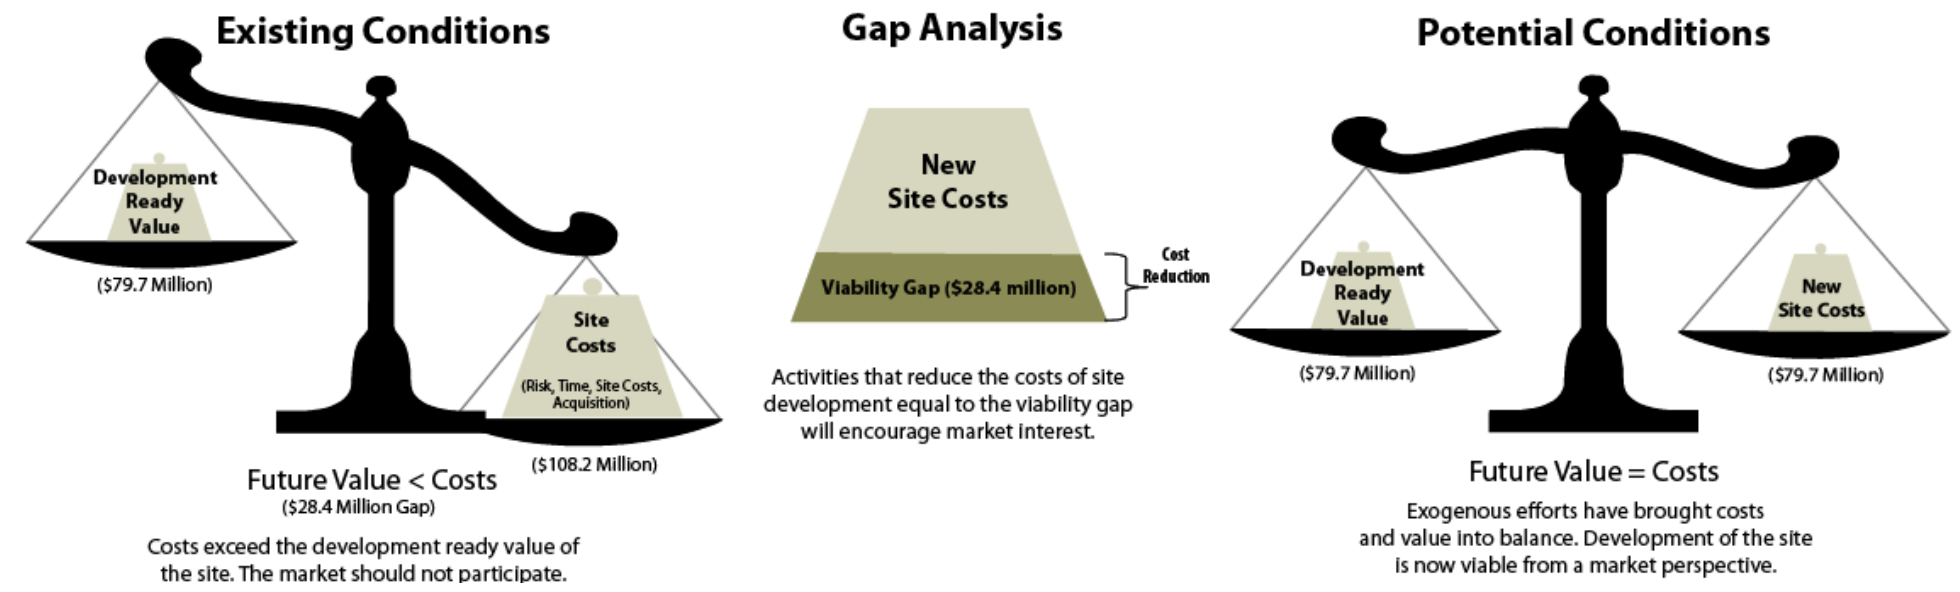 Existing Conditions
Development
Ready
Value
($79.7 Million)
Site
Costs
(Risk, Time, Site Costs,
Acquisition)
($108.2 Million)
Future Value < Costs
($28.4 Million Gap)
Costs exceed the development ready value of
the site. The market should not participate.
Gap Analysis
New
Site Costs
Viability Gap ($28.4 million)
Cost
Reduction
Activities that reduce the costs of site
development equal to the viability gap
will encourage market interest.
Potential Conditions
Development
Ready
Value
($79.7 Million)
New
Site Costs
($79.7 Million)
Future Value = Costs
Exogenous efforts have brought costs
and value into balance. Development of the site
is now viable from a market perspective.